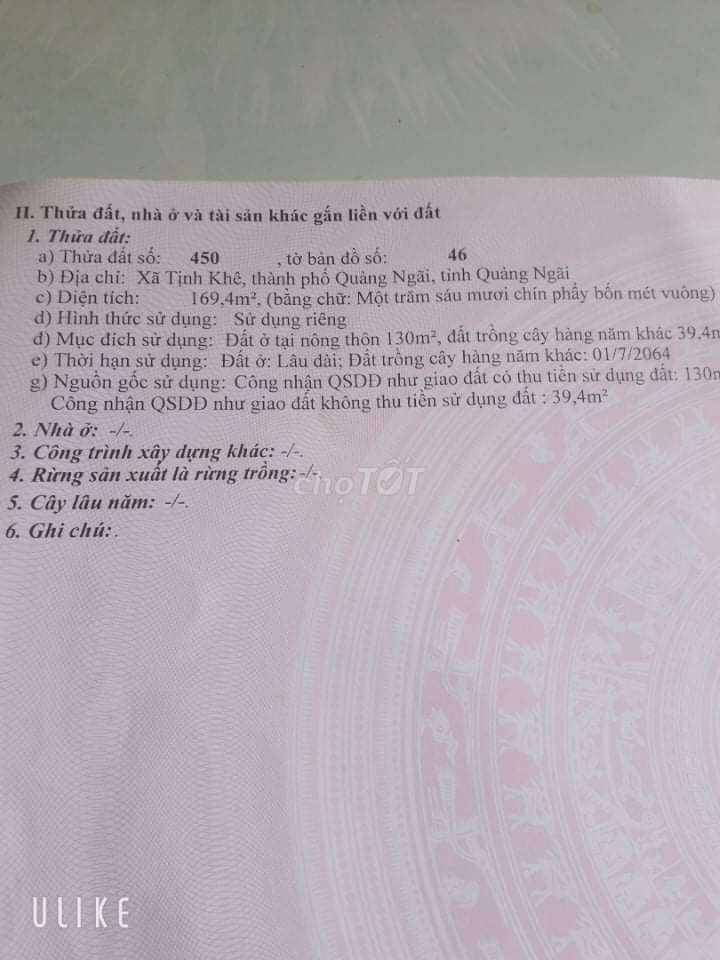 II. Thửa đất, nhà ở và tài sản khác gắn liền với đất
1. Thửa đất:
a) Thửa đất số: 450 , tờ bản đồ số: 46
b) Địa chỉ: Xã Tịnh Khê, thành phố Quảng Ngãi, tỉnh Quảng Ngãi
c) Diện tích: 169,4m², (bằng chữ: Một trăm sáu mươi chín phẩy bốn mét vuông)
d) Hình thức sử dụng: Sử dụng riêng
đ) Mục đích sử dụng: Đất ở tại nông thôn 130m², đất trồng cây hàng năm khác 39.4m
e) Thời hạn sử dụng: Đất ở: Lâu dài; Đất trồng cây hàng năm khác: 01/7/2064
g) Nguồn gốc sử dụng: Công nhận QSDĐ như giao đất có thu tiền sử dụng đất: 130m
Công nhận QSDĐ như giao đất không thu tiền sử dụng đất : 39,4m²
2. Nhà ở: -/-.
3. Công trình xây dựng khác: -/-.
4. Rừng sản xuất là rừng trồng: -/-
chợTỐT
5. Cây lâu năm: -/-.
6. Ghi chú: .
ULIKE